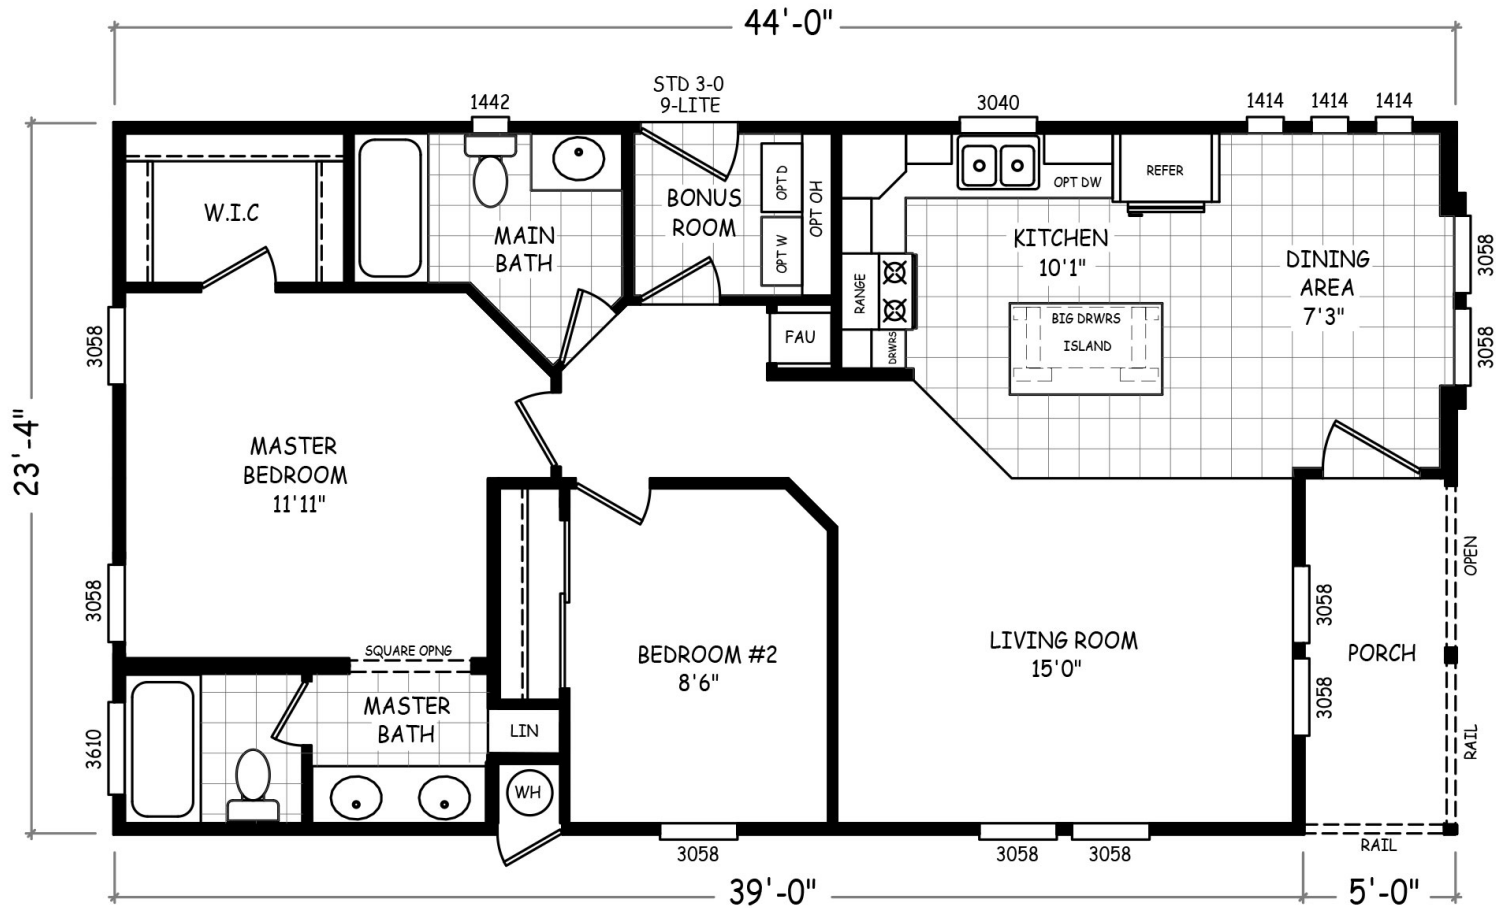 44'-0"
STD 3-0
9-LITE
1442
3040
1414
1414
1414
W.I.C
MAIN
BATH
BONUS
ROOM
OPT D
OPT W
OPT OH
OPT DW
REFER
KITCHEN
10'1"
DINING
AREA
7'3"
3058
3058
RANGE
DRWRS
FAU
BIG DRWRS
ISLAND
3058
23'-4"
MASTER
BEDROOM
11'11"
3058
SQUARE OPNG
MASTER
BATH
3610
LIN
WH
BEDROOM #2
8'6"
LIVING ROOM
15'0"
3058
3058
PORCH
OPEN
RAIL
RAIL
3058
3058
3058
39'-0"
5'-0"